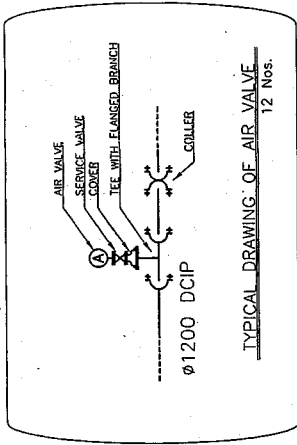 AIR VALVE
SERVICE VALVE
COVER
TEE WITH FLANGED BRANCH
A
COLLER
ø1200 DCIP
TYPICAL DRAWING OF AIR VALVE
12 Nos.